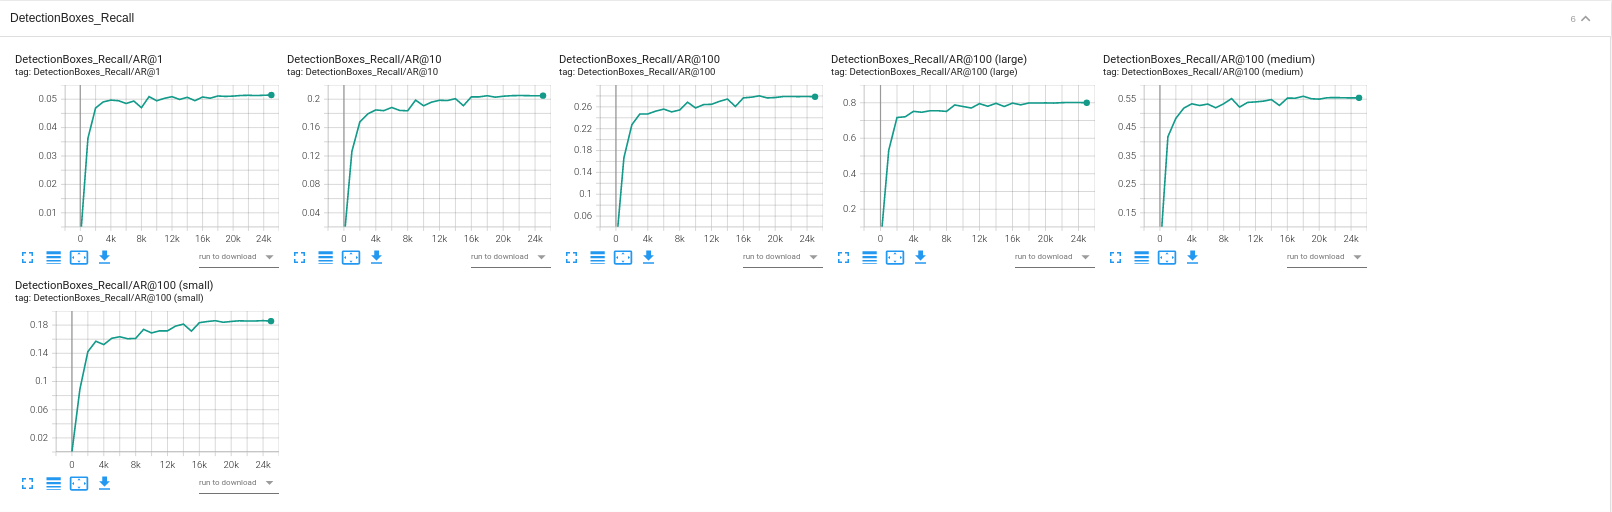 DetectionBoxes_Recall
6
DetectionBoxes_Recall/AR@1
tag: DetectionBoxes_Recall/AR@1
0.05
0.04
0.03
0.02
0.01
0 4k 8k 12k 16k 20k 24k
run to download
DetectionBoxes_Recall/AR@10
tag: DetectionBoxes_Recall/AR@10
0.2
0.16
0.12
0.08
0.04
0 4k 8k 12k 16k 20k 24k
run to download
DetectionBoxes_Recall/AR@100
tag: DetectionBoxes_Recall/AR@100
0.26
0.22
0.18
0.14
0.1
0.06
0 4k 8k 12k 16k 20k 24k
run to download
DetectionBoxes_Recall/AR@100 (large)
tag: DetectionBoxes_Recall/AR@100 (large)
0.8
0.6
0.4
0.2
0 4k 8k 12k 16k 20k 24k
run to download
DetectionBoxes_Recall/AR@100 (medium)
tag: DetectionBoxes_Recall/AR@100 (medium)
0.55
0.45
0.35
0.25
0.15
0 4k 8k 12k 16k 20k 24k
run to download
DetectionBoxes_Recall/AR@100 (small)
tag: DetectionBoxes_Recall/AR@100 (small)
0.18
0.14
0.1
0.06
0.02
0 4k 8k 12k 16k 20k 24k
run to download